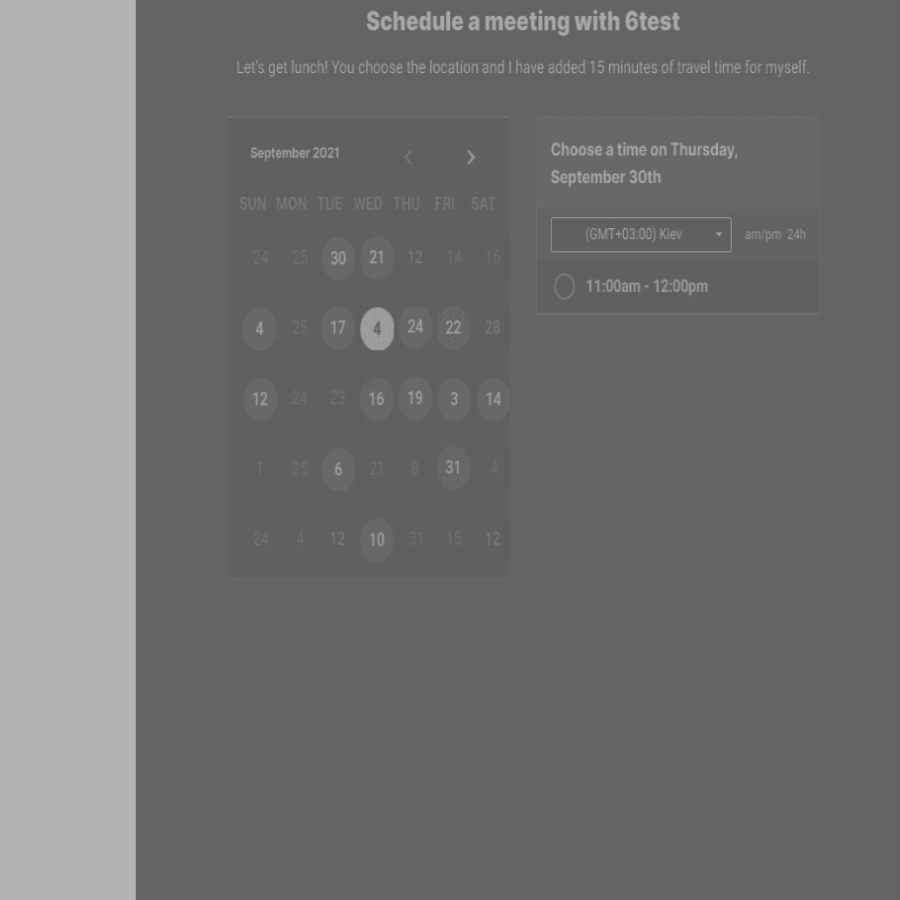 Schedule a meeting with 6test
Let's get lunch! You choose the location and I have added 15 minutes of travel time for myself.
September 2021
SUN MON TUE WED THU FRI SAT
24 25 30 21 12 14 16
4 25 17 4 24 22 28
12 24 23 16 19 3 14
1 25 6 21 8 31 4
24 4 12 10 31 15 12
Choose a time on Thursday,
September 30th
(GMT+03:00) Kiev am/pm 24h
11:00am - 12:00pm